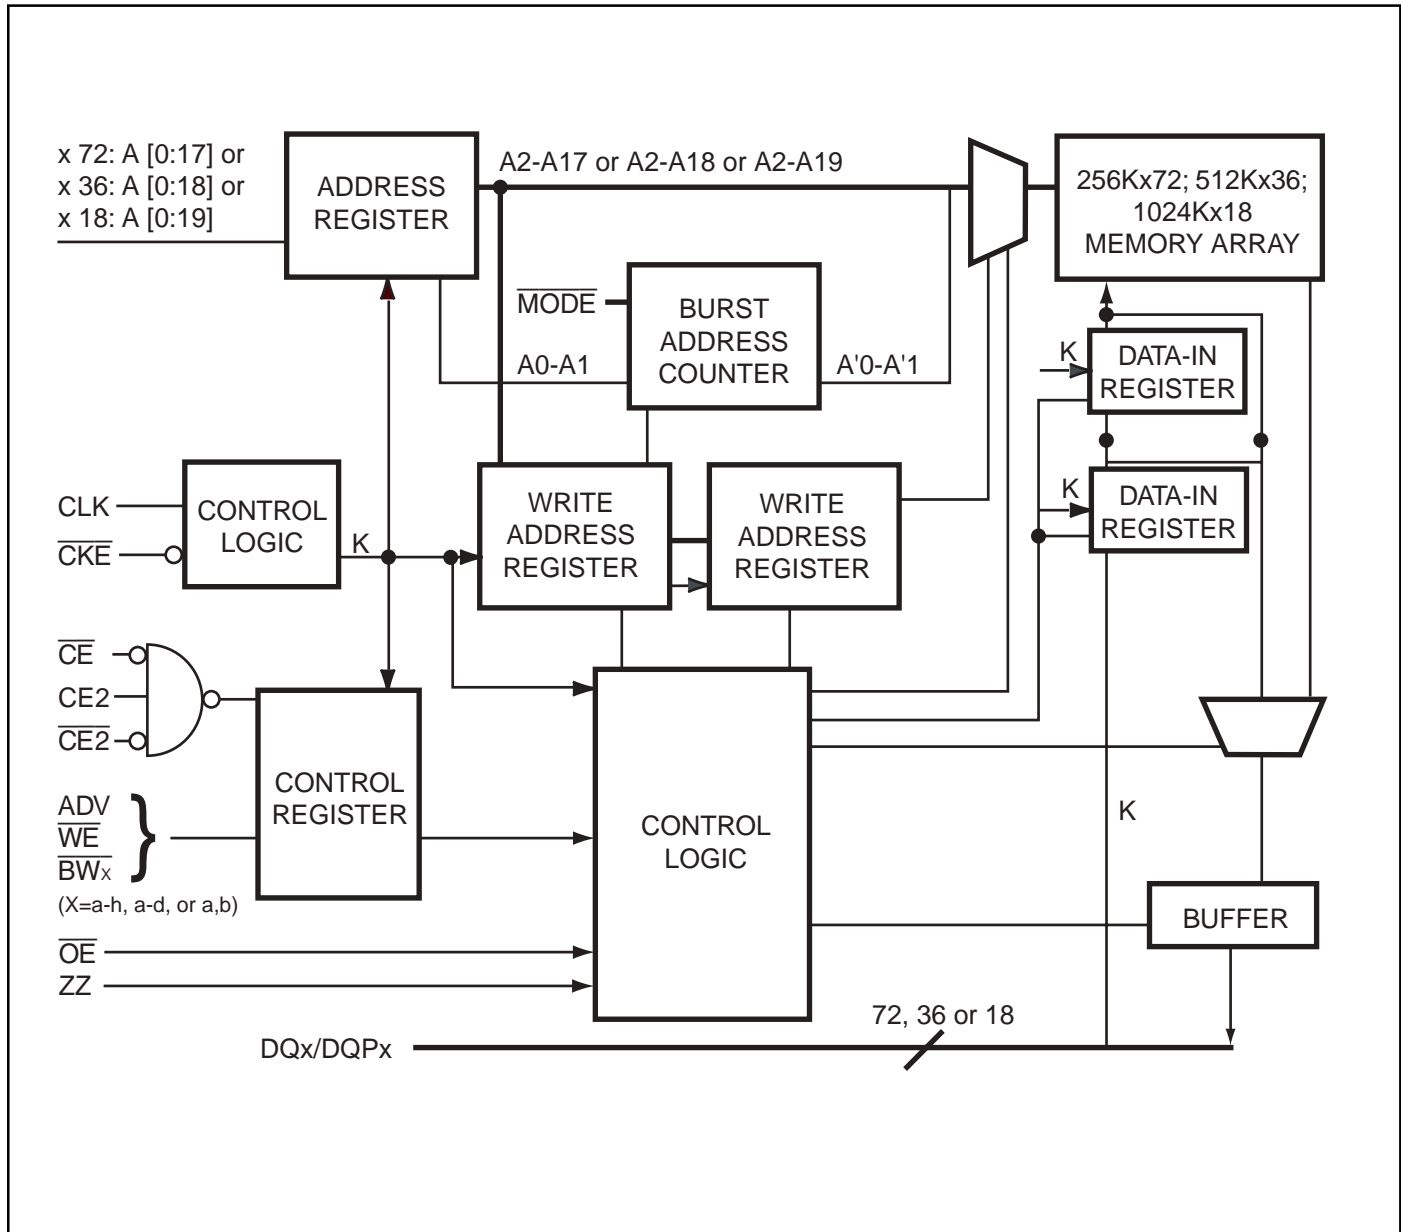 x 72: A [0:17] or
x 36: A [0:18] or
x 18: A [0:19]
ADDRESS
REGISTER
A2-A17 or A2-A18 or A2-A19
256Kx72; 512Kx36;
1024Kx18
MEMORY ARRAY
MODE
BURST
ADDRESS
COUNTER
A0-A1
A'0-A'1
K
DATA-IN
REGISTER
K
DATA-IN
REGISTER
CLK
CKE
CONTROL
LOGIC
K
WRITE
ADDRESS
REGISTER
WRITE
ADDRESS
REGISTER
CE
CE2
CE2
CONTROL
REGISTER
ADV
WE
BWx
(X=a-h, a-d, or a,b)
CONTROL
LOGIC
K
BUFFER
OE
ZZ
72, 36 or 18
DQx/DQPx